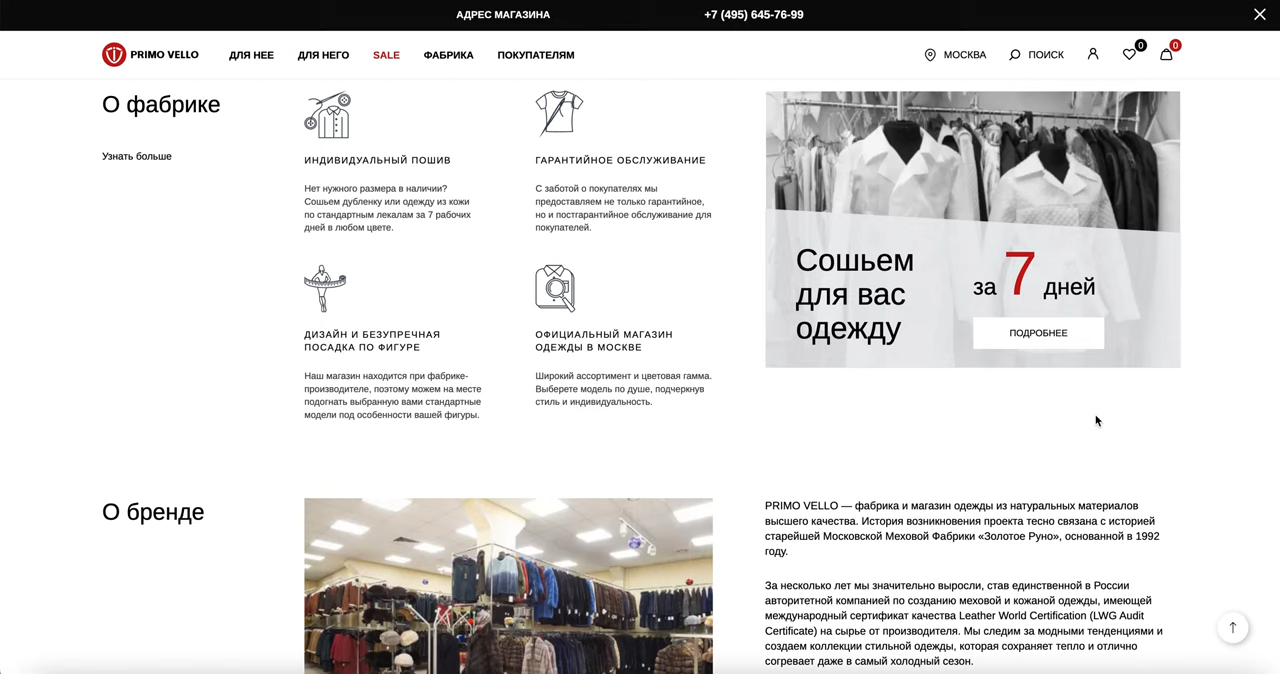 АДРЕС МАГАЗИНА
+7 (495) 645-76-99
PRIMO VELLO
ДЛЯ НЕЕ
ДЛЯ НЕГО
SALE
ФАБРИКА
ПОКУПАТЕЛЯМ
МОСКВА
ПОИСК
0
0
О фабрике
Узнать больше
ИНДИВИДУАЛЬНЫЙ ПОШИВ
Нет нужного размера в наличии?
Сошьем дубленку или одежду из кожи
по стандартным лекалам за 7 рабочих
дней в любом цвете.
ГАРАНТИЙНОЕ ОБСЛУЖИВАНИЕ
С заботой о покупателях мы
предоставляем не только гарантийное,
но и постгарантийное обслуживание для
покупателей.
ДИЗАЙН И БЕЗУПРЕЧНАЯ
ПОСАДКА ПО ФИГУРЕ
Наш магазин находится при фабрике-
производителе, поэтому можем на месте
подогнать выбранную вами стандартные
модели под особенности вашей фигуры.
ОФИЦИАЛЬНЫЙ МАГАЗИН
ОДЕЖДЫ В МОСКВЕ
Широкий ассортимент и цветовая гамма.
Выберете модель по душе, подчеркнув
стиль и индивидуальность.
Сошьем
для вас
одежду
за 7 дней
ПОДРОБНЕЕ
О бренде
PRIMO VELLO — фабрика и магазин одежды из натуральных материалов
высшего качества. История возникновения проекта тесно связана с историей
старейшей Московской Меховой Фабрики «Золотое Руно», основанной в 1992
году.
За несколько лет мы значительно выросли, став единственной в России
авторитетной компанией по созданию меховой и кожаной одежды, имеющей
международный сертификат качества Leather World Certification (LWG Audit
Certificate) на сырье от производителя. Мы следим за модными тенденциями и
создаем коллекции стильной одежды, которая сохраняет тепло и отлично
согревает даже в самый холодный сезон.